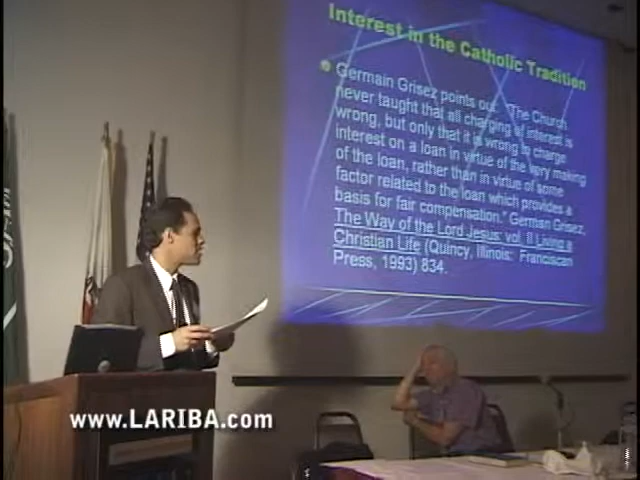 Interest in the Catholic Tradition
Germain Grisez points out: "The Church
never taught that all charging of interest is
wrong, but only that it is wrong to charge
interest on a loan in virtue of the very making
of the loan, rather than in virtue of some
factor related to the loan which provides a
basis for fair compensation." Germain Grisez,
The Way of the Lord Jesus: vol. II Living a
Christian Life (Quincy, Illinois: Franciscan
Press, 1993) 834.
www.LARIBA.com